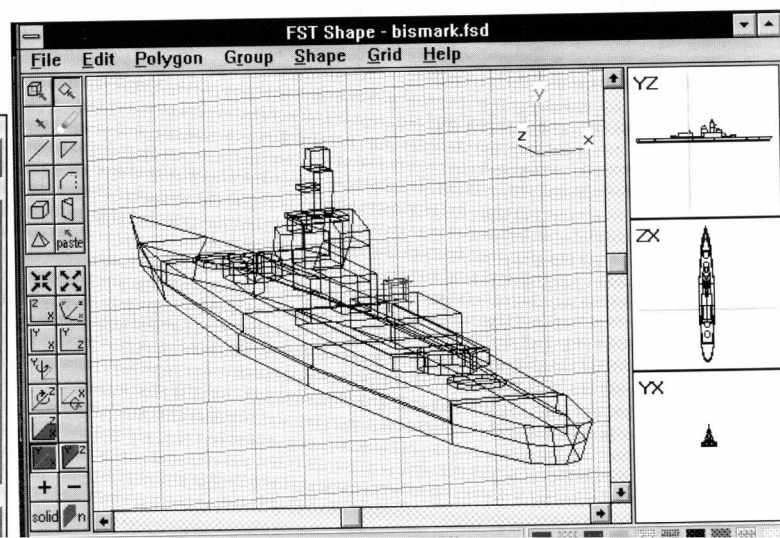 FST Shape - bismark.fsd
File Edit Polygon Group Shape Grid Help
paste
Z X
Y X Y Z
Y
Z X
Z X
Y X Y Z
+ −
solid n
y
z x
YZ
ZX
YX